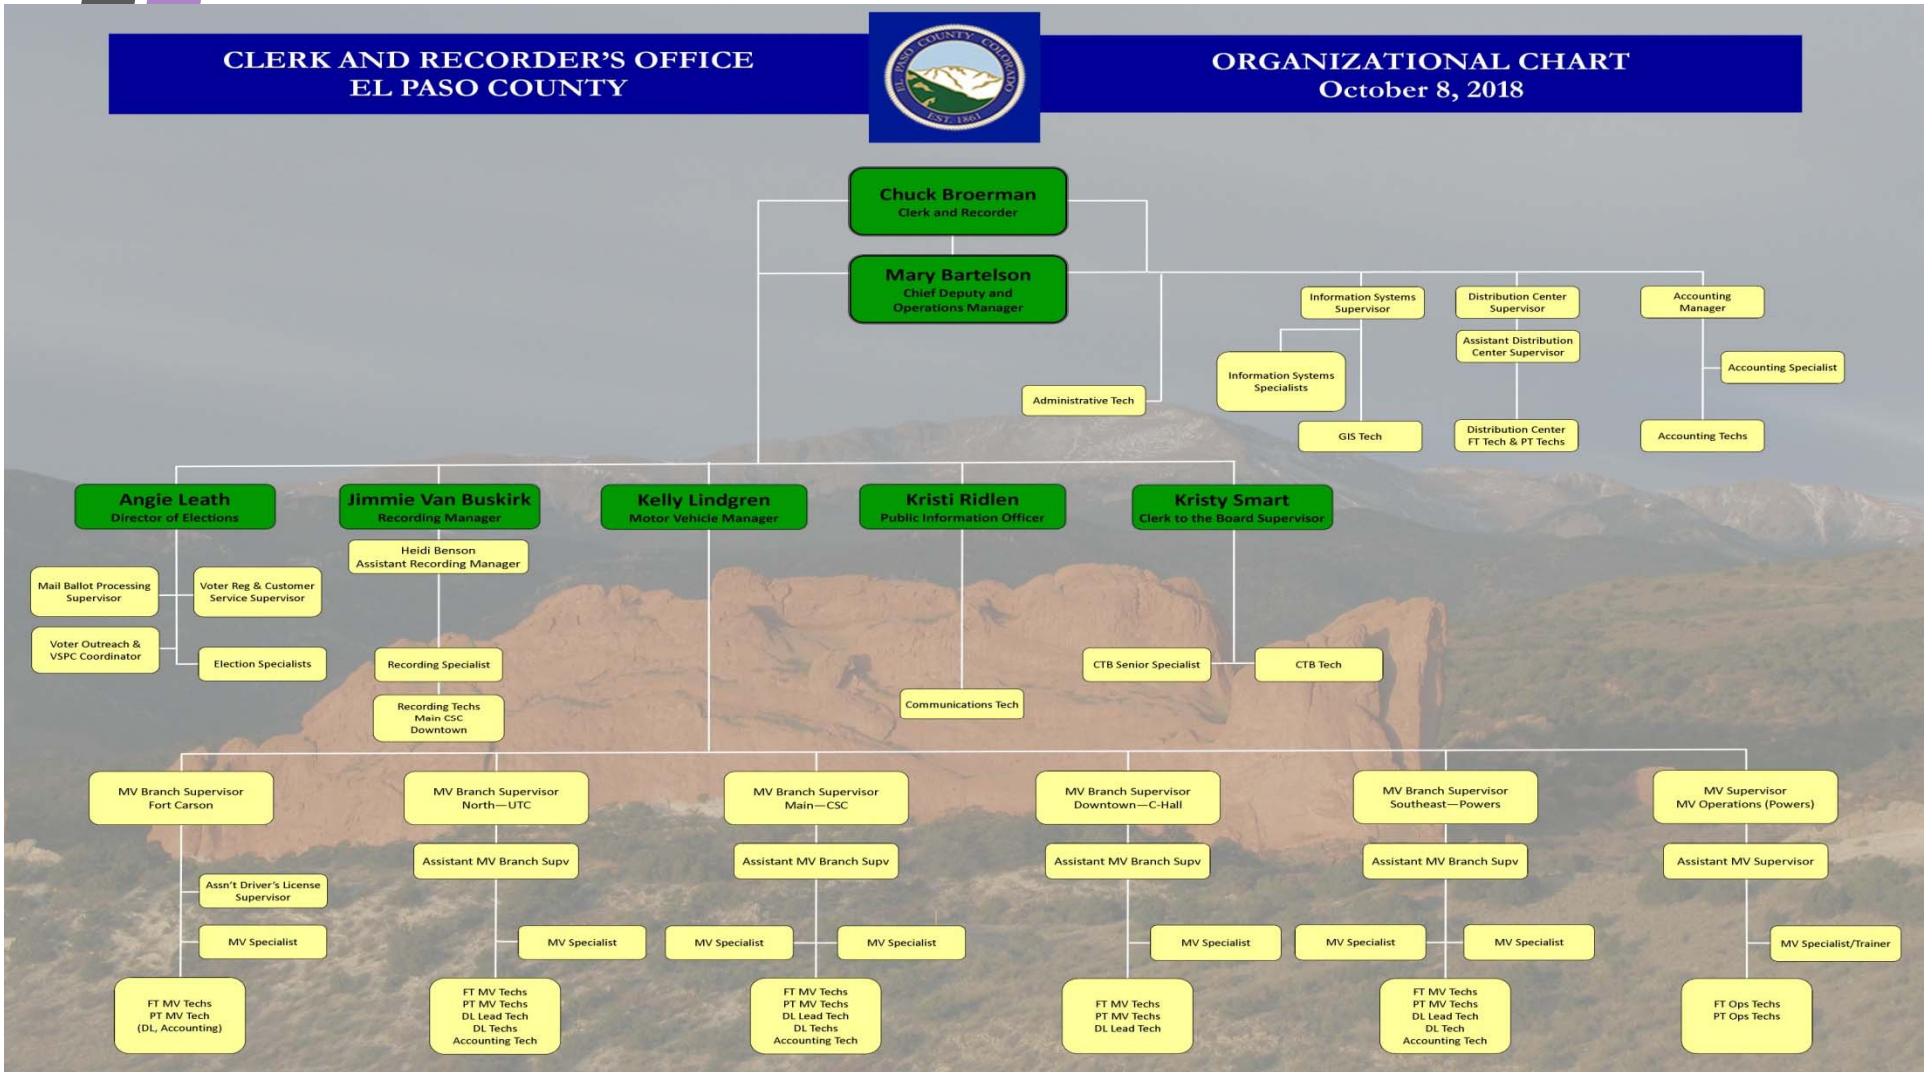 CLERK AND RECORDER'S OFFICE
EL PASO COUNTY
EL PASO COUNTY COLORADO
EST. 1861
ORGANIZATIONAL CHART
October 8, 2018
Chuck Broerman
Clerk and Recorder
Mary Bartelson
Chief Deputy and
Operations Manager
Information Systems
Supervisor
Distribution Center
Supervisor
Accounting
Manager
Assistant Distribution
Center Supervisor
Information Systems
Specialists
Accounting Specialist
Administrative Tech
GIS Tech
Distribution Center
FT Tech & PT Techs
Accounting Techs
Angie Leath
Director of Elections
Jimmie Van Buskirk
Recording Manager
Kelly Lindgren
Motor Vehicle Manager
Kristi Ridlen
Public Information Officer
Kristy Smart
Clerk to the Board Supervisor
Heidi Benson
Assistant Recording Manager
Mail Ballot Processing
Supervisor
Voter Reg & Customer
Service Supervisor
Voter Outreach &
VSPC Coordinator
Election Specialists
Recording Specialist
CTB Senior Specialist
CTB Tech
Recording Techs
Main CSC
Downtown
Communications Tech
MV Branch Supervisor
Fort Carson
MV Branch Supervisor
North—UTC
MV Branch Supervisor
Main—CSC
MV Branch Supervisor
Downtown—C-Hall
MV Branch Supervisor
Southeast—Powers
MV Supervisor
MV Operations (Powers)
Assistant MV Branch Supv
Assistant MV Branch Supv
Assistant MV Branch Supv
Assistant MV Branch Supv
Assistant MV Supervisor
Assn't Driver's License
Supervisor
MV Specialist
MV Specialist
MV Specialist
MV Specialist
MV Specialist
MV Specialist
MV Specialist
MV Specialist/Trainer
FT MV Techs
PT MV Tech
(DL, Accounting)
FT MV Techs
PT MV Techs
DL Lead Tech
DL Techs
Accounting Tech
FT MV Techs
PT MV Techs
DL Lead Tech
DL Techs
Accounting Tech
FT MV Techs
PT MV Techs
DL Lead Tech
FT MV Techs
PT MV Techs
DL Lead Tech
DL Tech
Accounting Tech
FT Ops Techs
PT Ops Techs